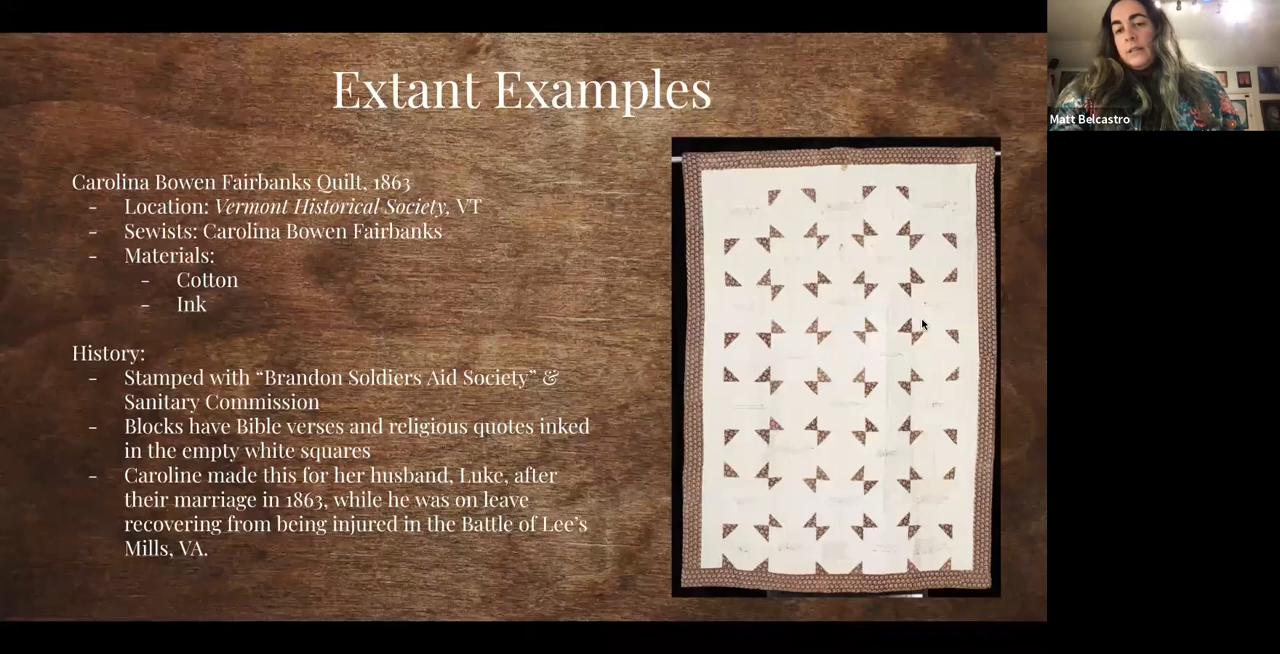 Extant Examples
Carolina Bowen Fairbanks Quilt, 1863
- Location: Vermont Historical Society, VT
- Sewists: Carolina Bowen Fairbanks
- Materials:
- Cotton
- Ink
History:
- Stamped with “Brandon Soldiers Aid Society” &
Sanitary Commission
- Blocks have Bible verses and religious quotes inked
in the empty white squares
- Caroline made this for her husband, Luke, after
their marriage in 1863, while he was on leave
recovering from being injured in the Battle of Lee’s
Mills, VA.
Matt Belcastro